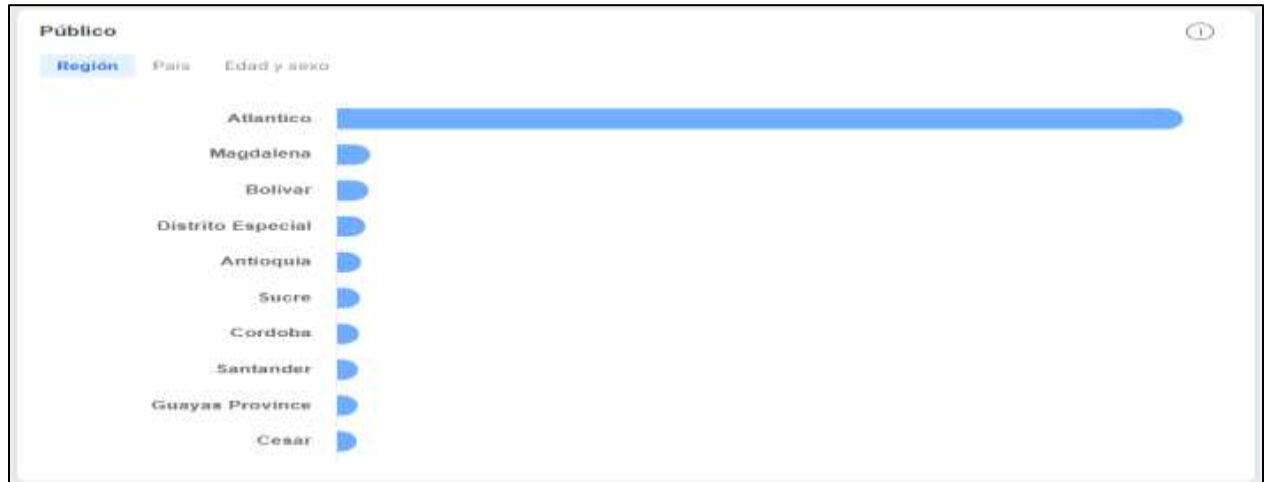 Público
Región País Edad y sexo
Atlantico
Magdalena
Bolivar
Distrito Especial
Antioquia
Sucre
Cordoba
Santander
Guayas Province
Cesar